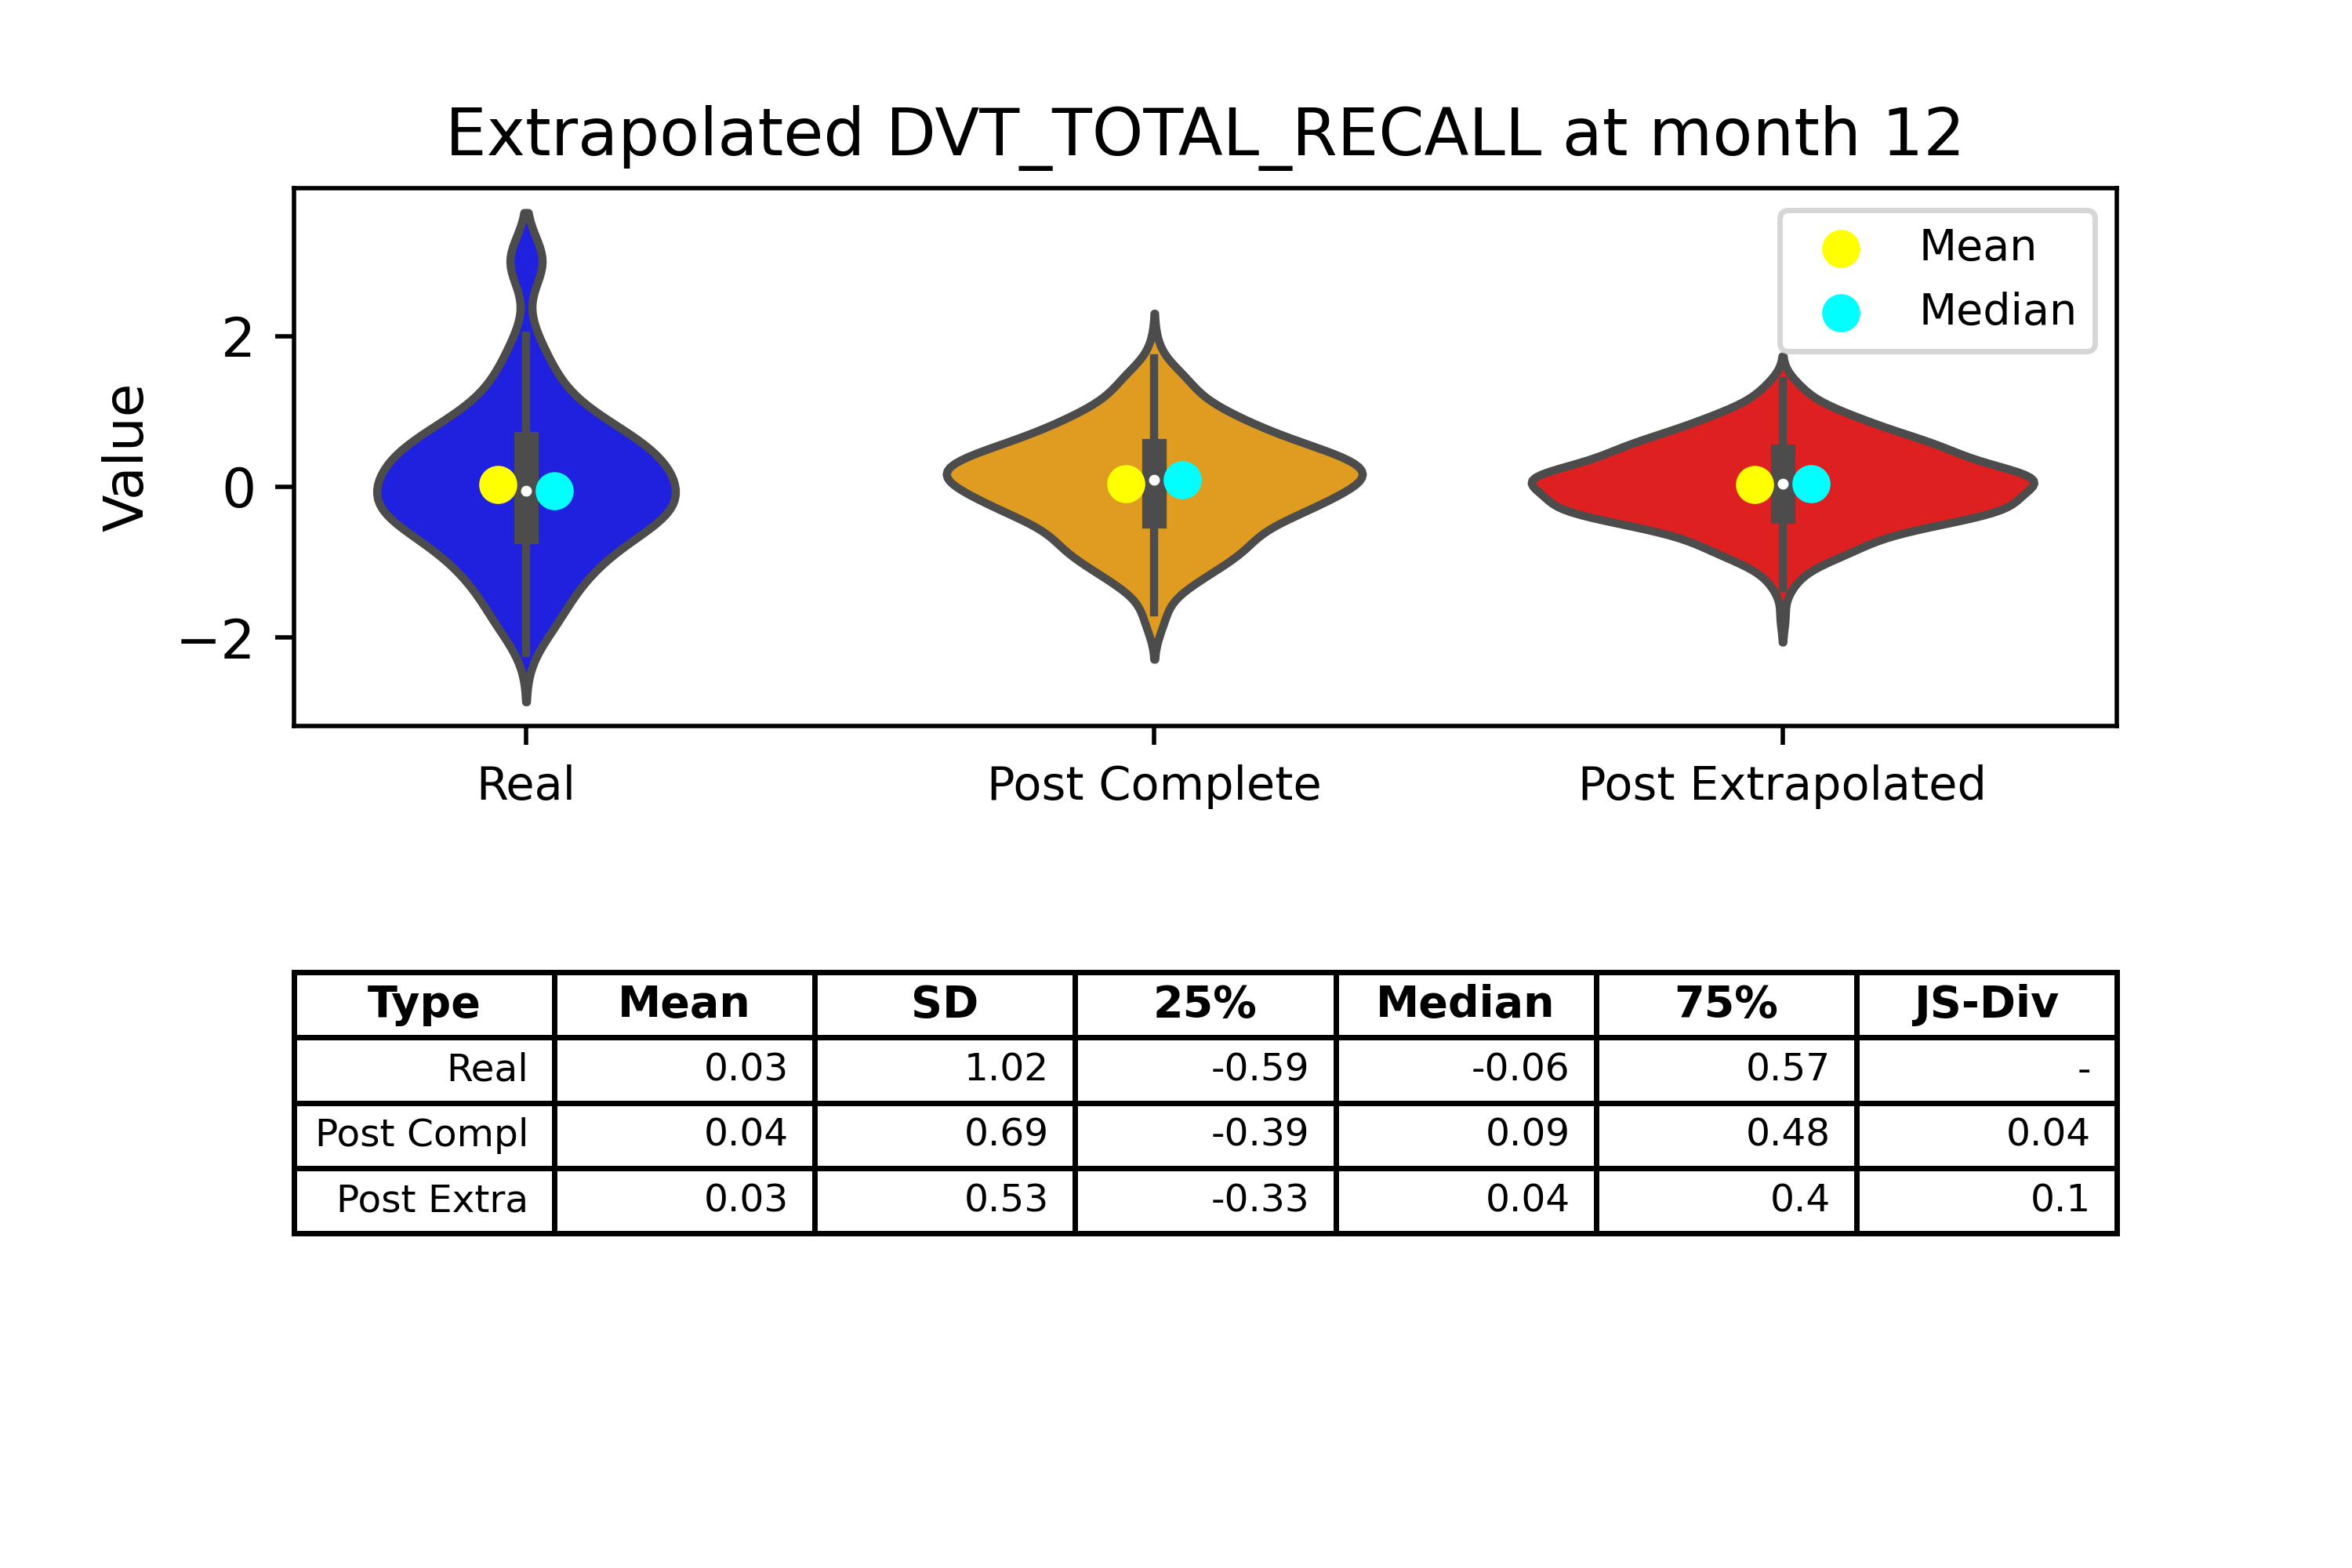 Extrapolated DVT_TOTAL_RECALL at month 12
Mean
Median
Value
2
0
−2
Real Post Complete Post Extrapolated
Type Mean SD 25% Median 75% JS-Div
Real 0.03 1.02 -0.59 -0.06 0.57 -
Post Compl 0.04 0.69 -0.39 0.09 0.48 0.04
Post Extra 0.03 0.53 -0.33 0.04 0.4 0.1